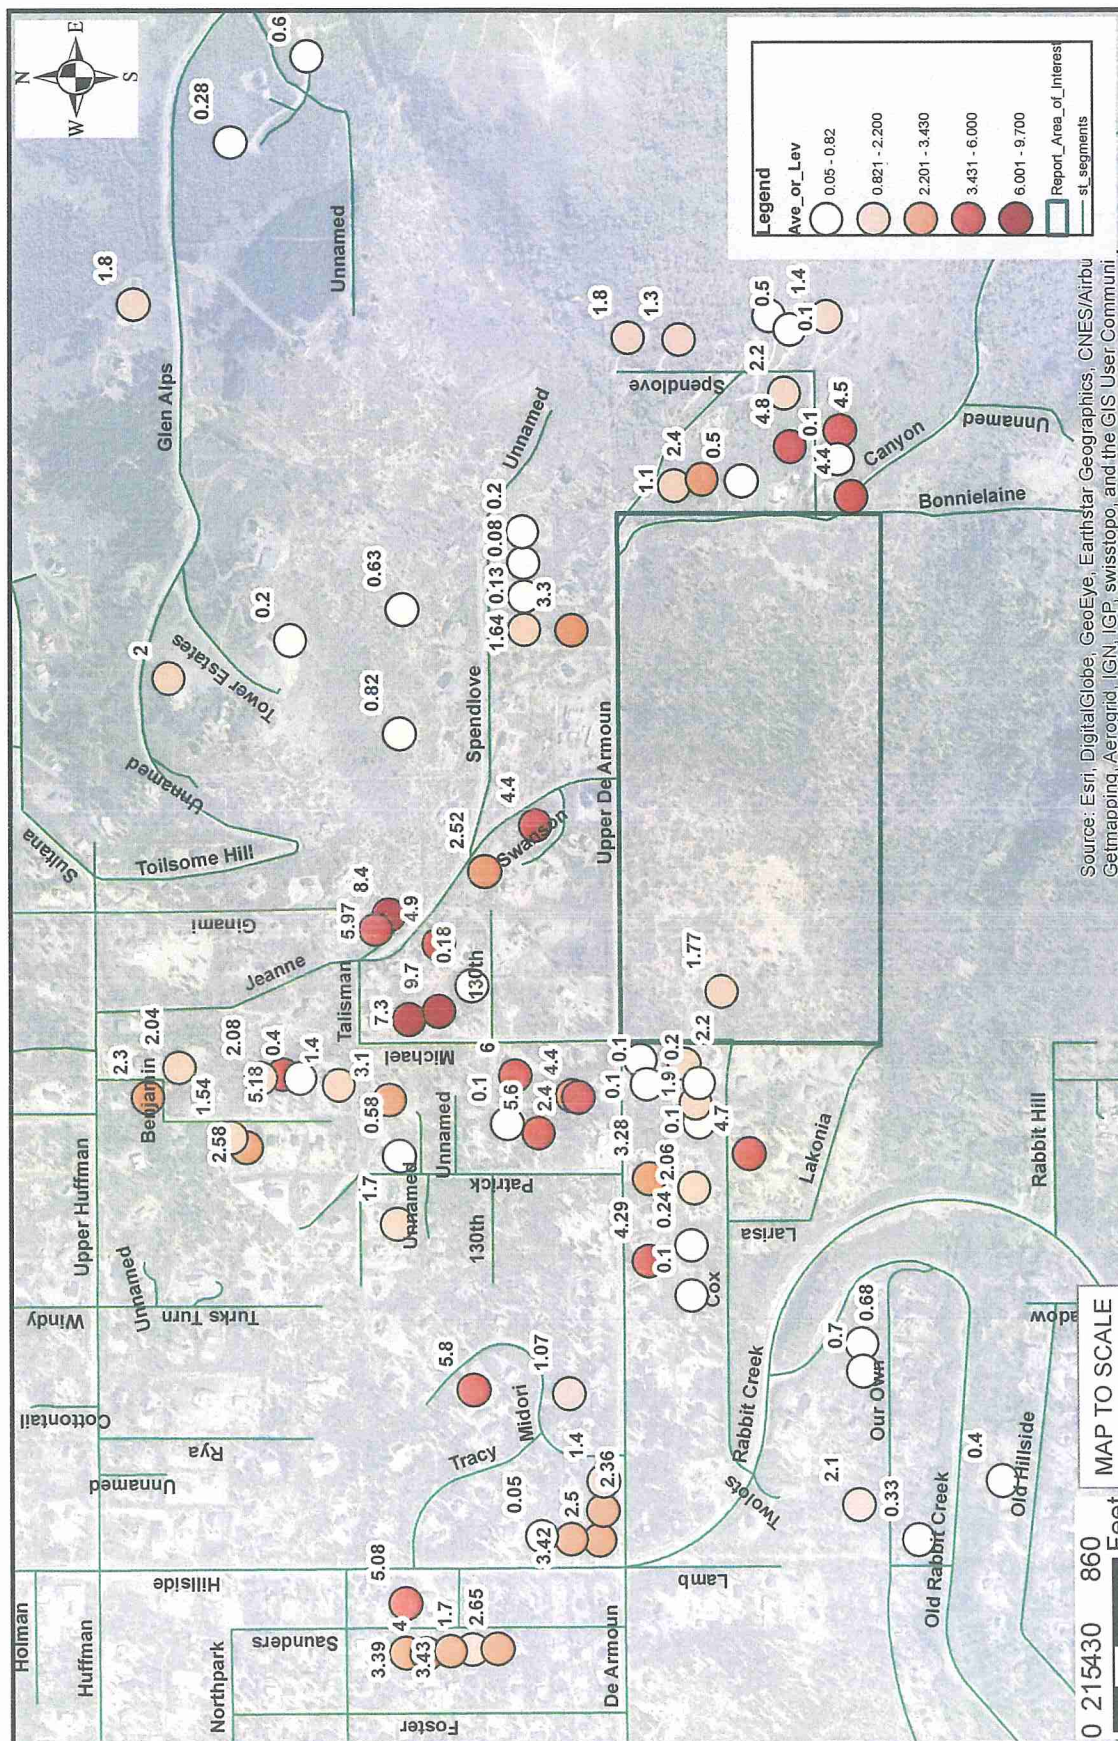 N
W E
S
Legend
Ave_or_Lev
0.05 - 0.82
0.821 - 2.200
2.201 - 3.430
3.431 - 6.000
6.001 - 9.700
Report_Area_of_Interest
st_segments
Source: Esri, DigitalGlobe, GeoEye, Earthstar Geographics, CNES/Airbu
Getmapping, Aerogrid, IGN, IGP, swisstopo, and the GIS User Communi
MAP TO SCALE
0 215430 860
Feet
Holman
Huffman
Northpark
Foster
Saunders
Hillside
De Armoun
Lamb
Cottontail
Rya
Unnamed
Windy
Unnamed
Turks Turn
Upper Huffman
Benjamin
Tracy
Midori
Unnamed
Unnamed
Patrick
130th
Michael
130th
Talisman
Jeanne
Ginami
Sultana
Toilsome Hill
Unnamed
Tower Estates
Glen Alps
Unnamed
Spendlove
Unnamed
Swanson
Upper De Armoun
Spendlove
Canyon
Unnamed
Bonnielaine
Cox
Larisa
Lakonia
Rabbit Hill
Rabbit Creek
Twolots
Our Own
Old Rabbit Creek
Old Hillside
adow
0.6
0.28
1.8
2
0.2
0.63
0.82
0.2
0.08
0.13
1.64
3.3
1.8
1.3
0.5
0.1
1.4
2.2
4.8
0.1
4.5
4.4
1.1
2.4
0.5
2.52
4.4
8.4
5.97
4.9
0.18
9.7
7.3
2.3
2.04
1.54
2.58
2.08
5.18
0.4
1.4
3.1
0.58
1.7
6
0.1
5.6
4.4
2.4
1.77
0.1
0.1
0.2
2.2
1.9
0.1
4.7
3.28
2.06
0.24
4.29
0.1
5.8
1.07
1.4
2.36
0.05
2.5
3.42
5.08
4
3.39
3.43
1.7
2.65
0.7
0.68
2.1
0.33
0.4